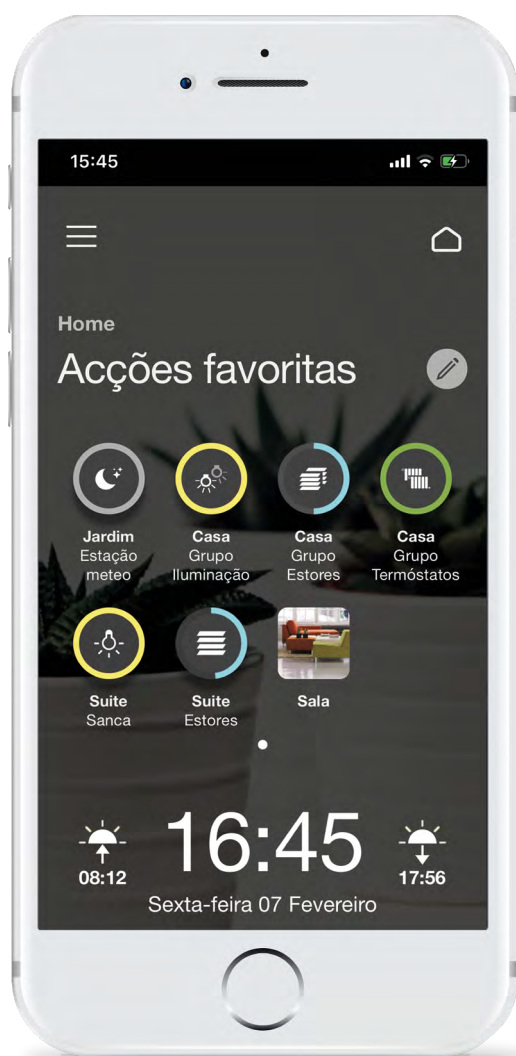 15:45
Home
Acções favoritas
Jardim
Estação
meteo
Casa
Grupo
Iluminação
Casa
Grupo
Estores
Casa
Grupo
Termóstatos
Suite
Sanca
Suite
Estores
Sala
08:12
16:45
17:56
Sexta-feira 07 Fevereiro